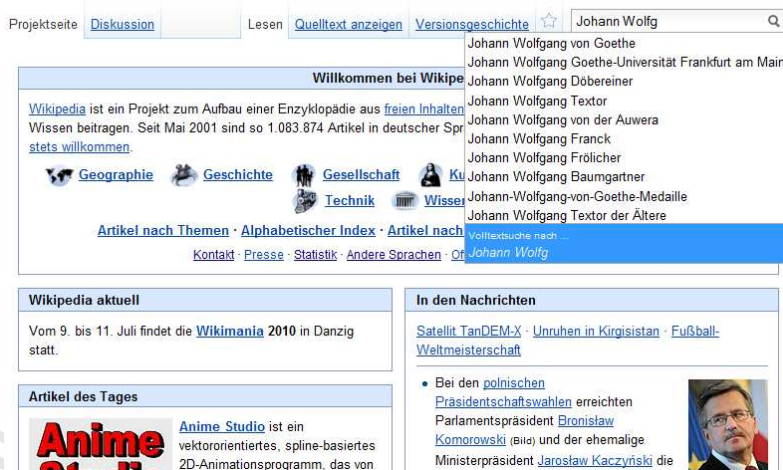 Projektseite Diskussion Lesen Quelltext anzeigen Versionsgeschichte Johann Wolfg
Johann Wolfgang von Goethe
Johann Wolfgang Goethe-Universität Frankfurt am Main
Johann Wolfgang Döbereiner
Johann Wolfgang Textor
Johann Wolfgang von der Auwera
Johann Wolfgang Franck
Johann Wolfgang Frölicher
Johann Wolfgang Baumgartner
Johann-Wolfgang-von-Goethe-Medaille
Johann Wolfgang Textor der Ältere
Volltextsuche nach ...
Johann Wolfg
Willkommen bei Wikipe
Wikipedia ist ein Projekt zum Aufbau einer Enzyklopädie aus freien Inhalten
Wissen beitragen. Seit Mai 2001 sind so 1.083.874 Artikel in deutscher Spr
stets willkommen.
Geographie Geschichte Gesellschaft Ku
Technik Wisse
Artikel nach Themen · Alphabetischer Index · Artikel nach
Kontakt · Presse · Statistik · Andere Sprachen ·
Wikipedia aktuell
Vom 9. bis 11. Juli findet die Wikimania 2010 in Danzig
statt.
Artikel des Tages
Anime
Studio
Anime Studio ist ein
vektororientiertes, spline-basiertes
2D-Animationsprogramm, das von
In den Nachrichten
Satellit TanDEM-X · Unruhen in Kirgisistan · Fußball-
Weltmeisterschaft
• Bei den polnischen
Präsidentschaftswahlen erreichten
Parlamentspräsident Bronisław
Komorowski (Bild) und der ehemalige
Ministerpräsident Jarosław Kaczyński die